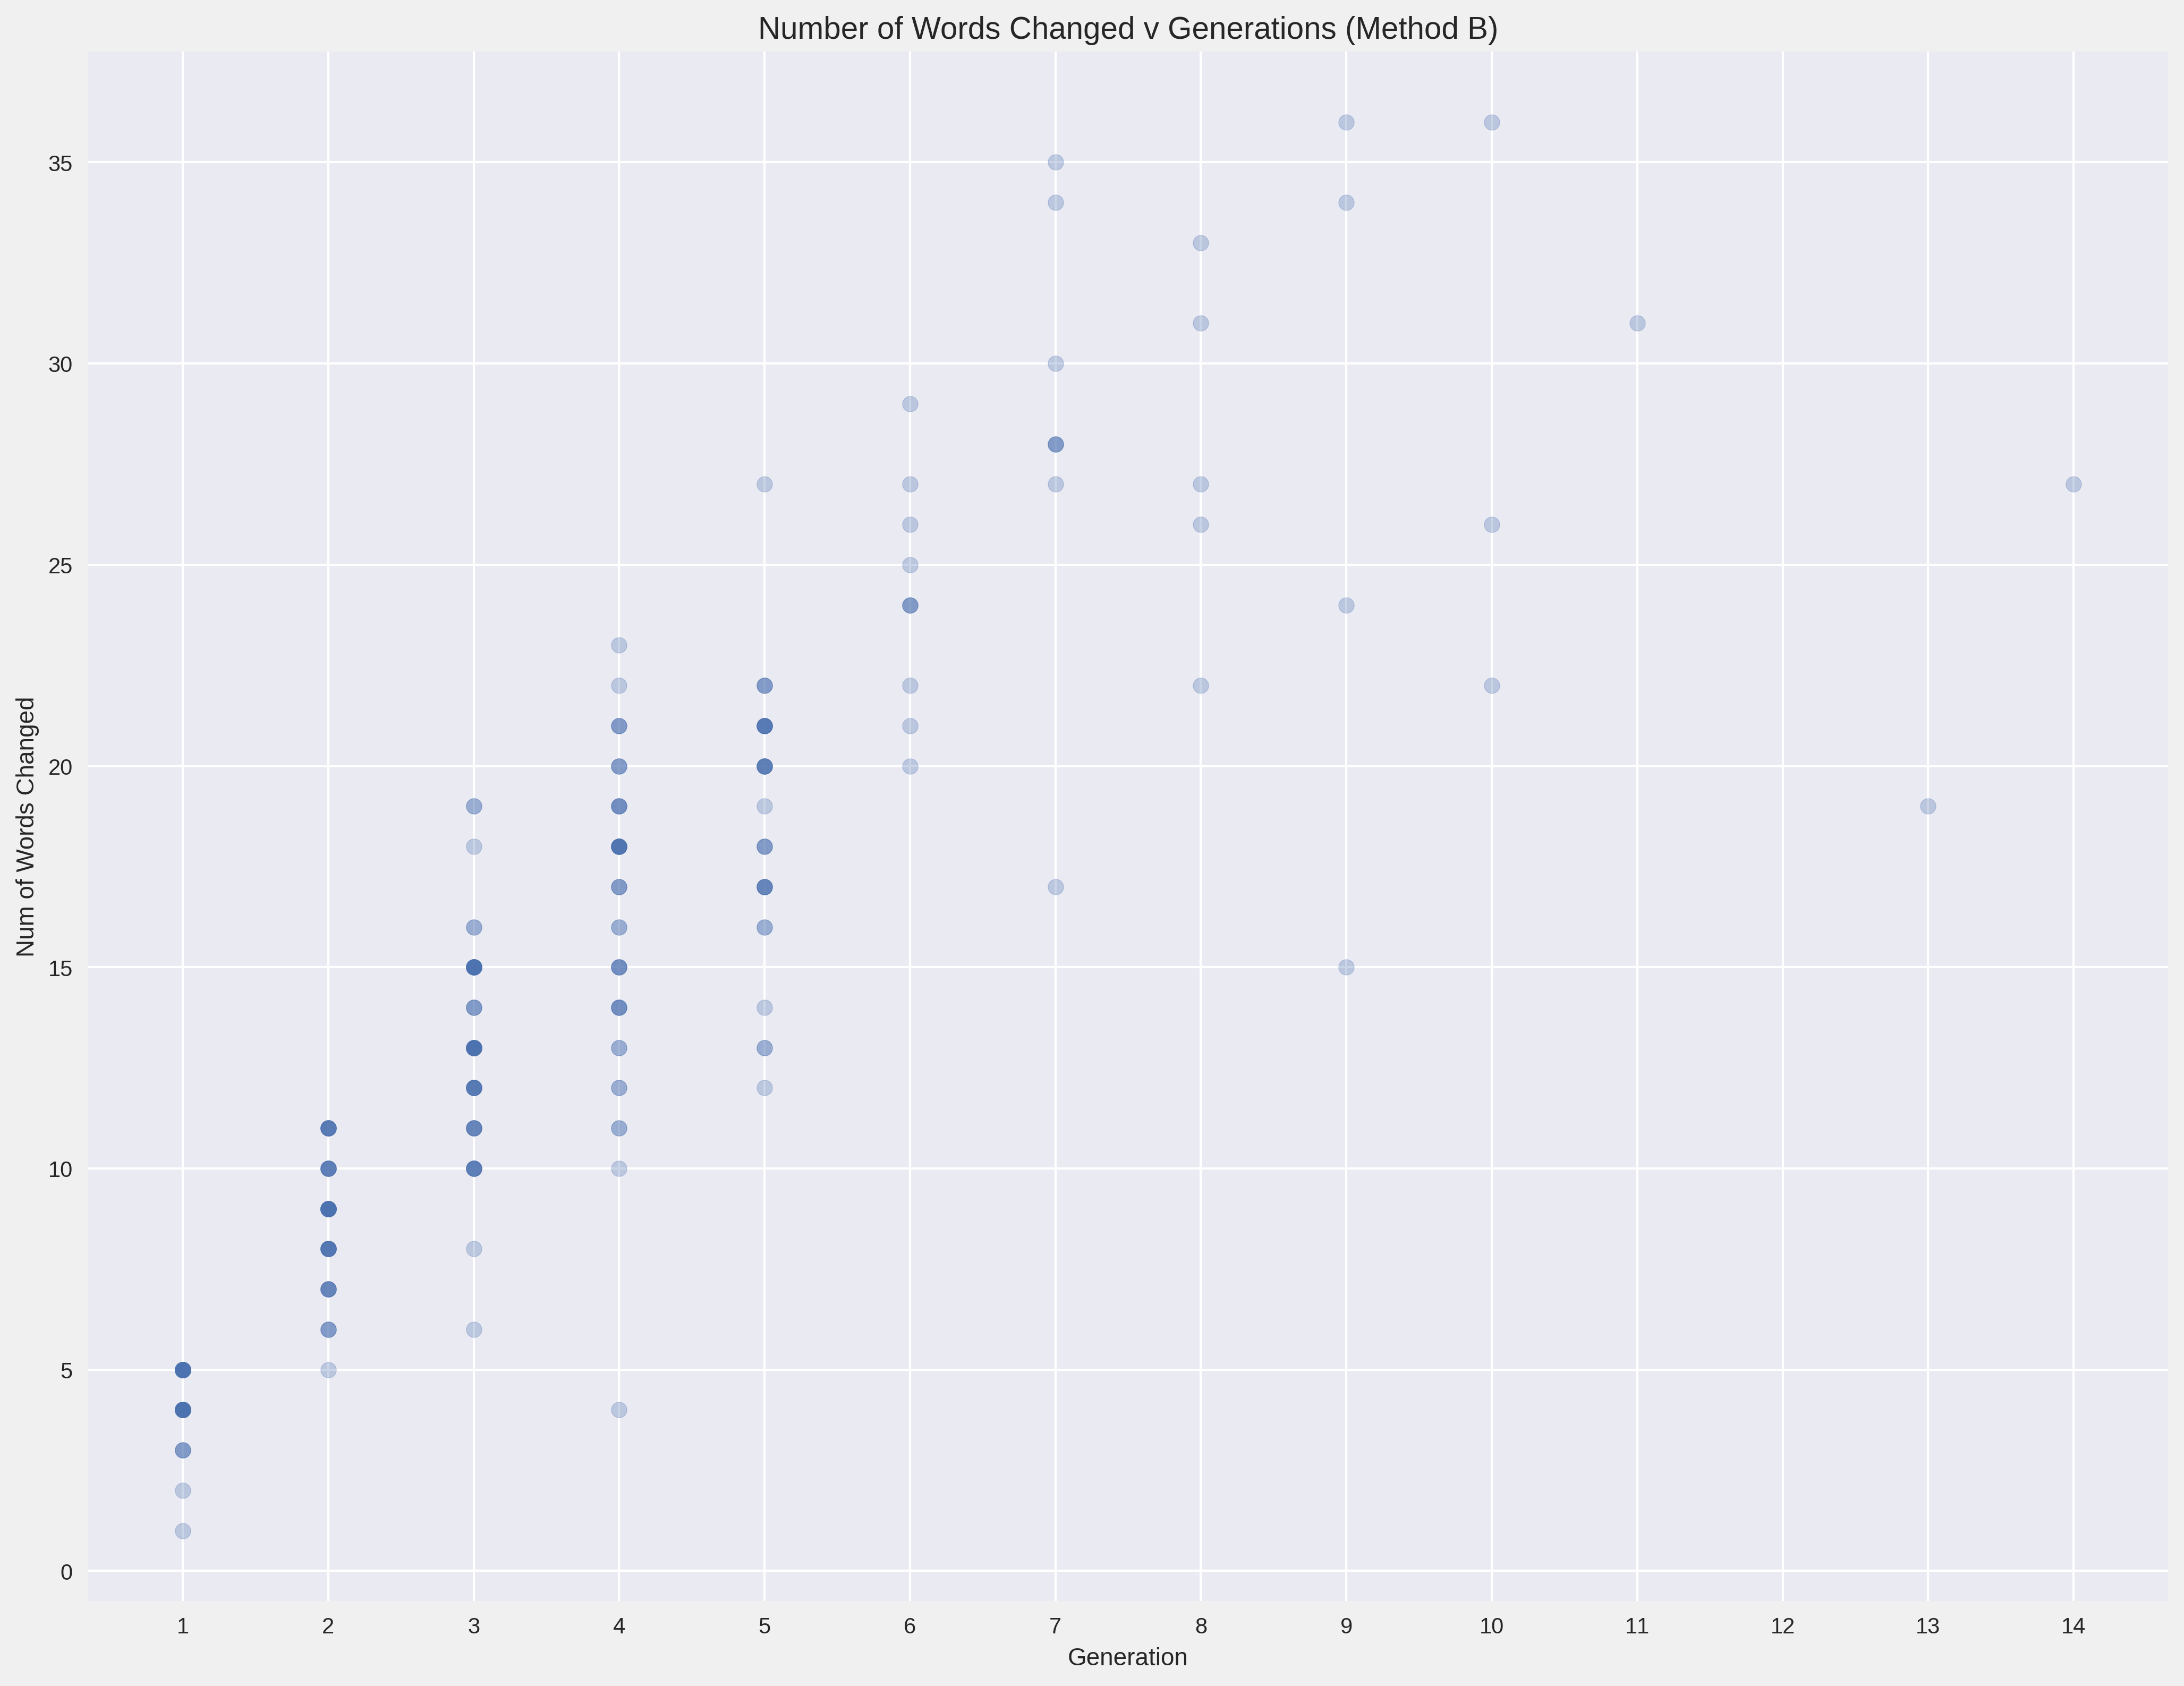 Number of Words Changed v Generations (Method B)
35
30
25
20
15
10
5
0
Num of Words Changed
1 2 3 4 5 6 7 8 9 10 11 12 13 14
Generation